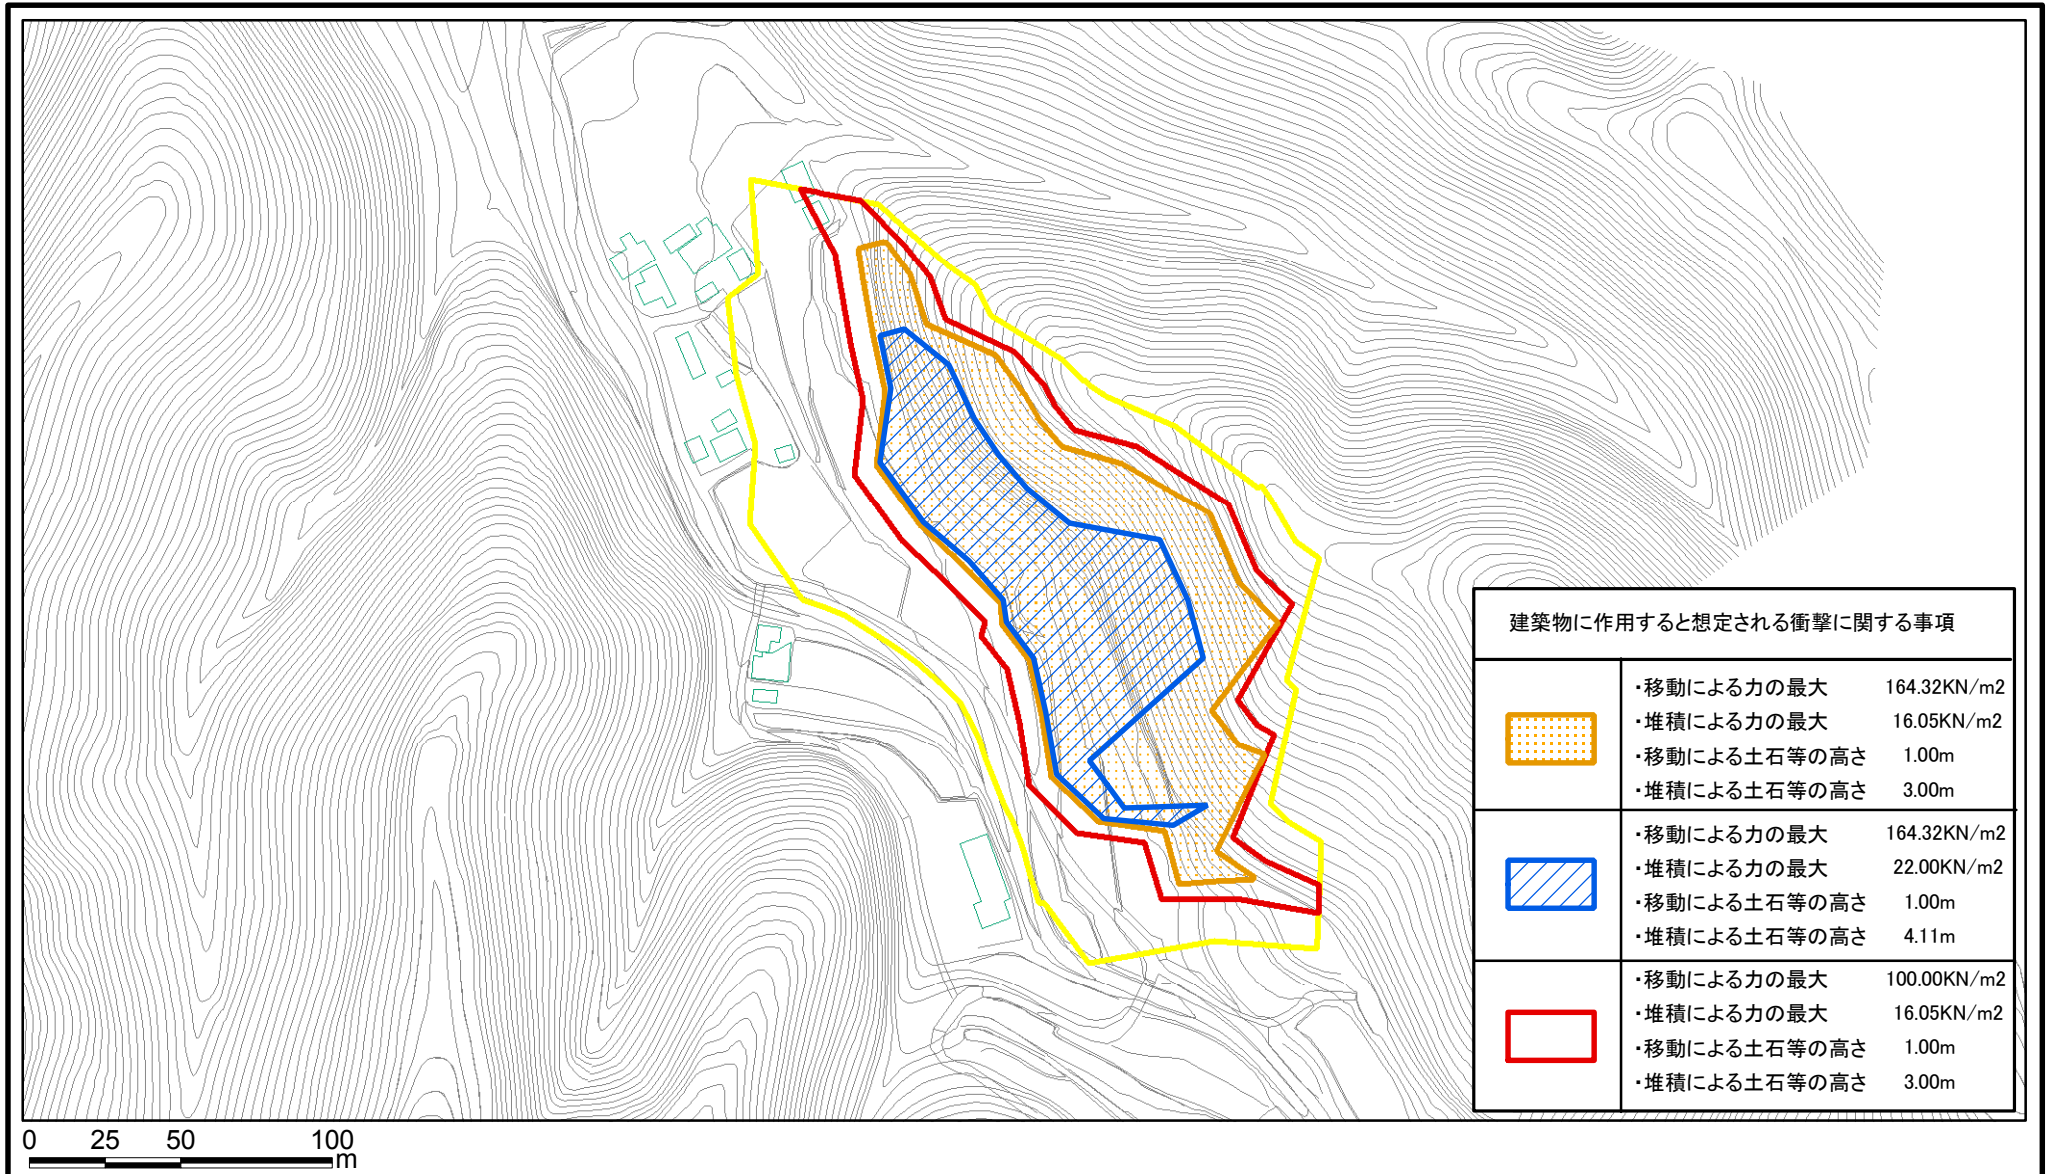 建築物に作用すると想定される衝撃に関する事項
・移動による力の最大 164.32KN/m2
・堆積による力の最大 16.05KN/m2
・移動による土石等の高さ 1.00m
・堆積による土石等の高さ 3.00m
・移動による力の最大 164.32KN/m2
・堆積による力の最大 22.00KN/m2
・移動による土石等の高さ 1.00m
・堆積による土石等の高さ 4.11m
・移動による力の最大 100.00KN/m2
・堆積による力の最大 16.05KN/m2
・移動による土石等の高さ 1.00m
・堆積による土石等の高さ 3.00m
0 25 50 100
m